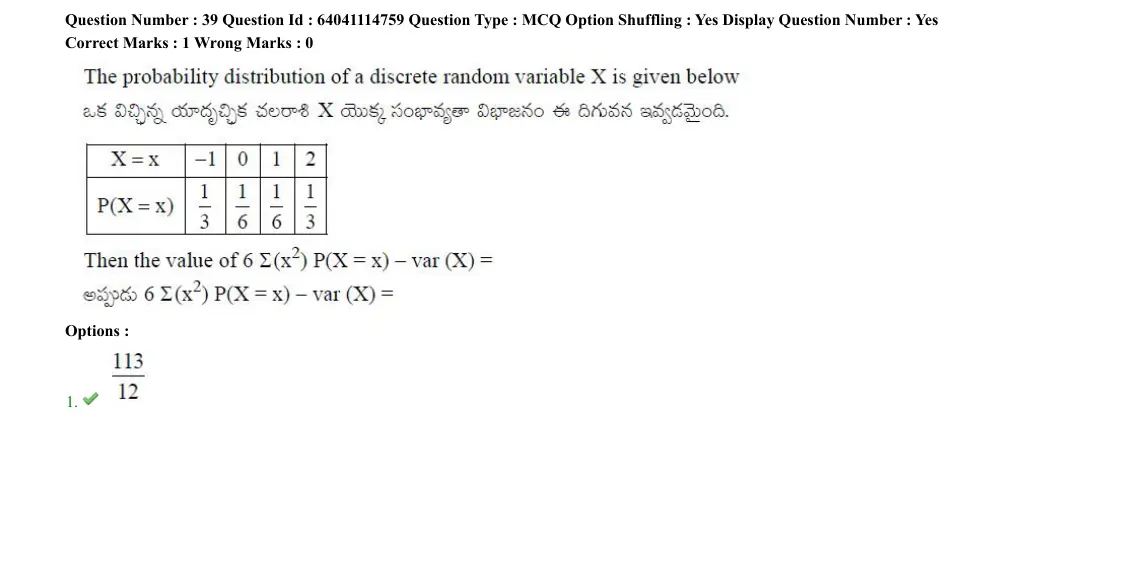 Question Number : 39 Question Id : 64041114759 Question Type : MCQ Option Shuffling : Yes Display Question Number : Yes
Correct Marks : 1 Wrong Marks : 0
The probability distribution of a discrete random variable X is given below
ఒక విచ్ఛిన్న యాదృచ్ఛిక చలరాశి X యొక్క సంభావ్యతా విభాజనం ఈ దిగువన ఇవ్వడమైంది.
X = x −1 0 1 2
P(X = x) 1/3 1/6 1/6 1/3
Then the value of 6 Σ(x²) P(X = x) – var (X) =
అప్పుడు 6 Σ(x²) P(X = x) – var (X) =
Options :
113/12
1.